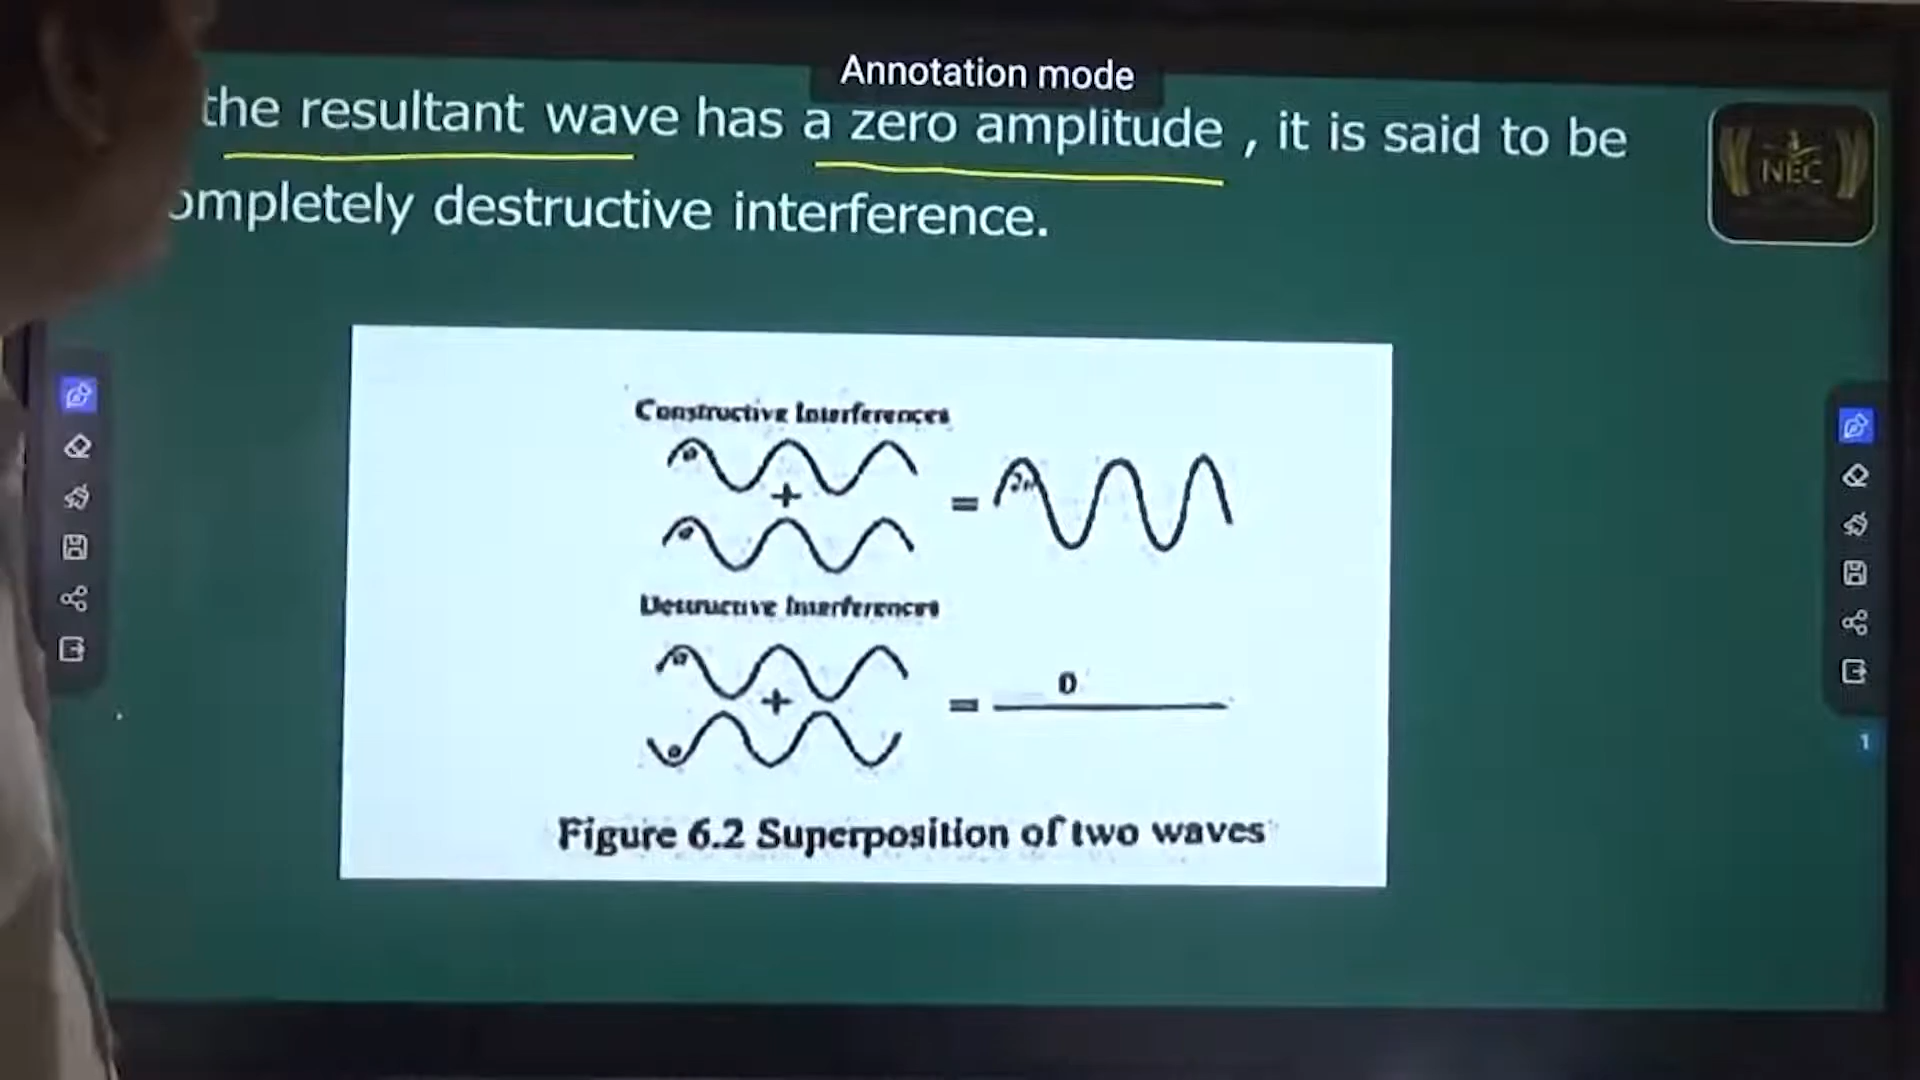 Annotation mode
the resultant wave has a zero amplitude , it is said to be
ompletely destructive interference.
NEC
Constructive Interferences
+
=
Destructive Interferences
0
+
=
Figure 6.2 Superposition of two waves
1